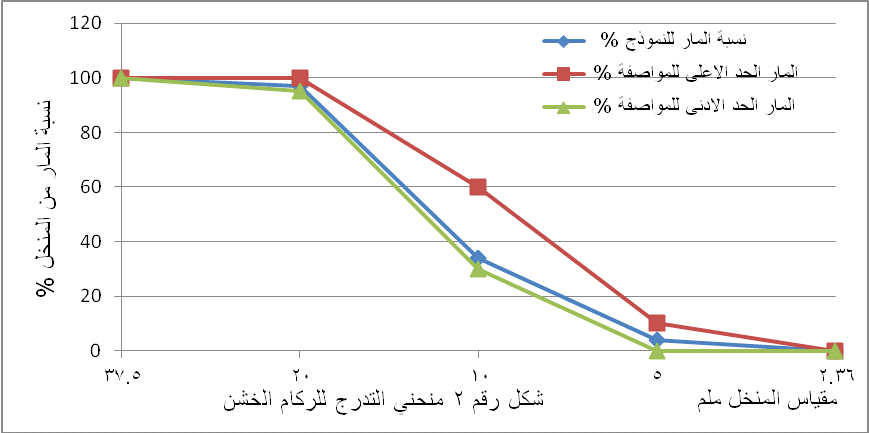 نسبة المار للنموذج %
المار الحد الاعلى للمواصفة %
المار الحد الادنى للمواصفة %
نسبة المار من المنخل %
120
100
80
60
40
20
0
٣٧.٥
٢٠
١٠
٥
٢.٣٦
مقياس المنخل ملم
شكل رقم ٢ منحني التدرج للركام الخشن